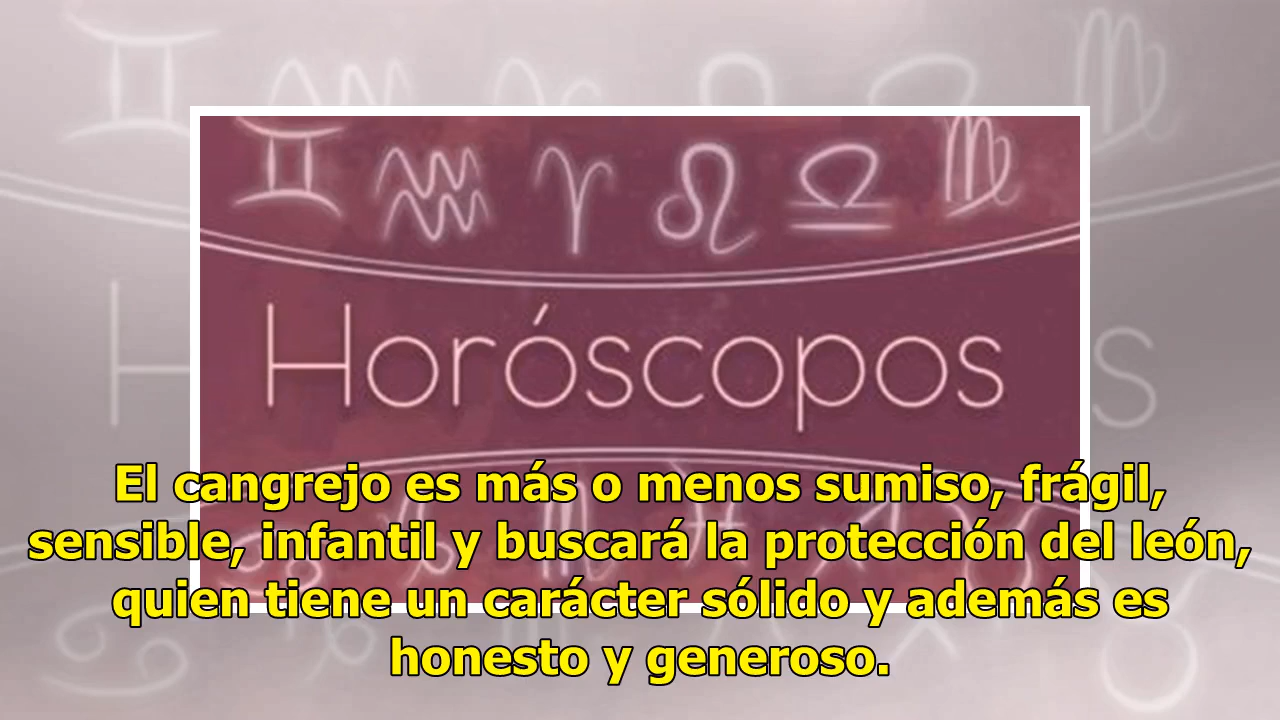 Horóscopos
El cangrejo es más o menos sumiso, frágil,
sensible, infantil y buscará la protección del león,
quien tiene un carácter sólido y además es
honesto y generoso.